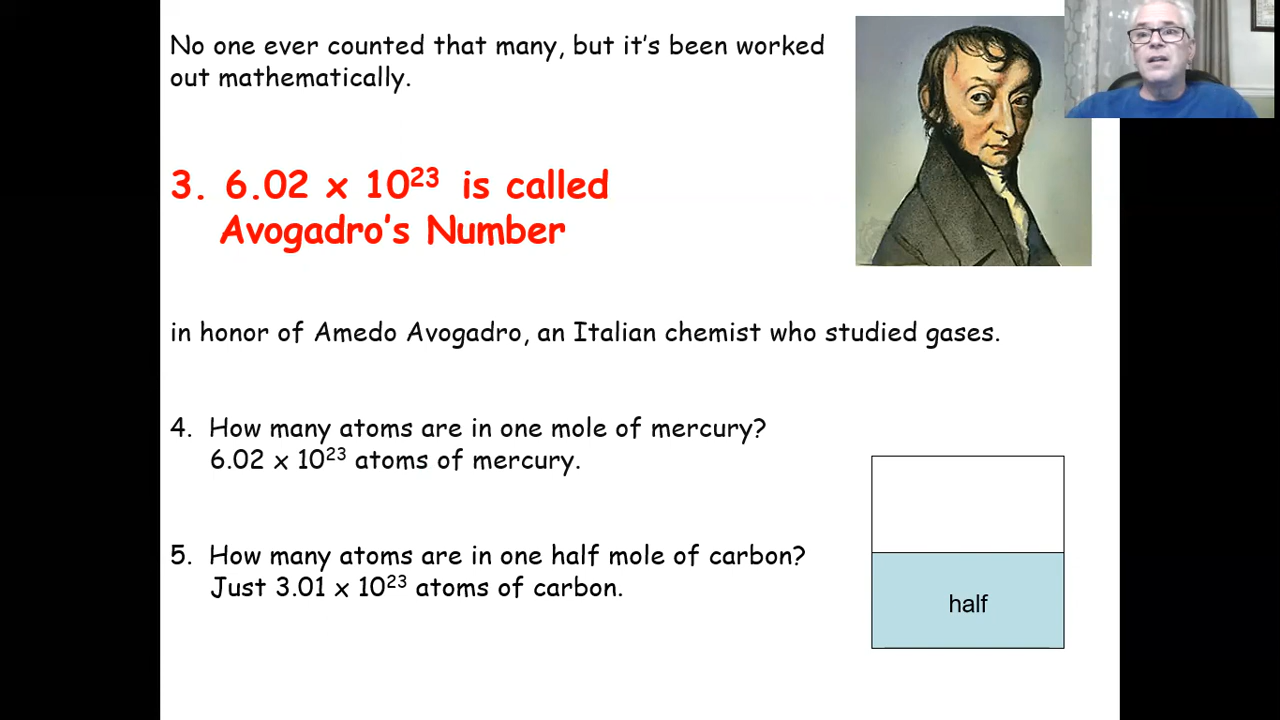 No one ever counted that many, but it's been worked
out mathematically.
3. 6.02 x 10²³ is called
Avogadro's Number
in honor of Amedo Avogadro, an Italian chemist who studied gases.
4. How many atoms are in one mole of mercury?
6.02 x 10²³ atoms of mercury.
5. How many atoms are in one half mole of carbon?
Just 3.01 x 10²³ atoms of carbon.
half